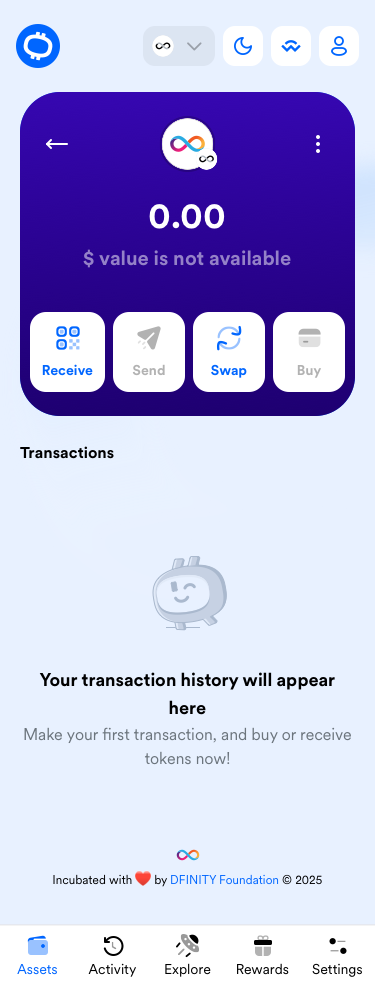 0.00
$ value is not available
Receive
Send
Swap
Buy
Transactions
Your transaction history will appear
here
Make your first transaction, and buy or receive
tokens now!
Incubated with ❤️ by DFINITY Foundation © 2025
Assets
Activity
Explore
Rewards
Settings